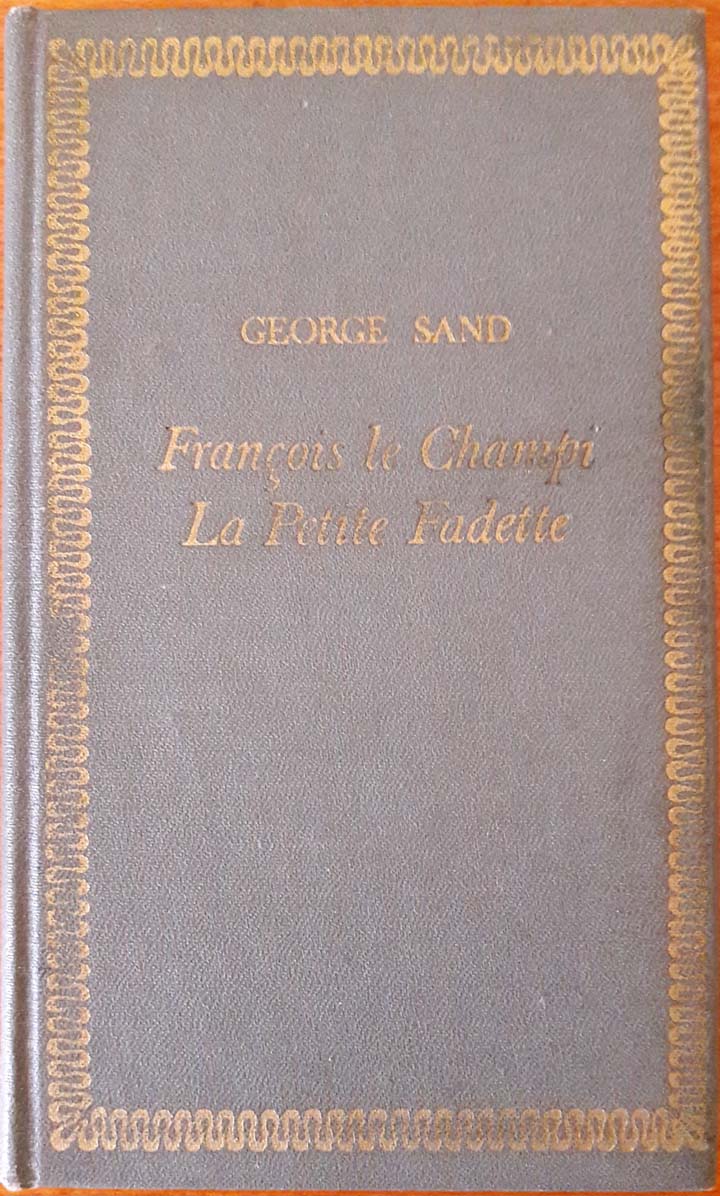 GEORGE SAND
François le Champi
La Petite Fadette